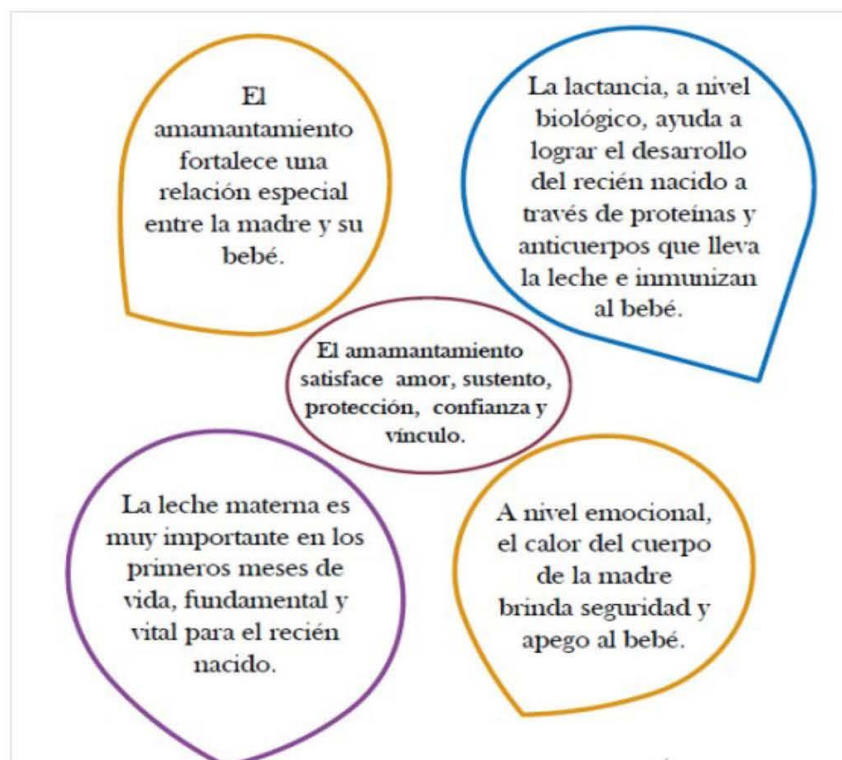 El
amamantamiento
fortalece una
relación especial
entre la madre y su
bebé.
La lactancia, a nivel
biológico, ayuda a
lograr el desarrollo
del recién nacido a
través de proteínas y
anticuerpos que lleva
la leche e inmunizan
al bebé.
El amamantamiento
satisface amor, sustento,
protección, confianza y
vínculo.
La leche materna es
muy importante en los
primeros meses de
vida, fundamental y
vital para el recién
nacido.
A nivel emocional,
el calor del cuerpo
de la madre
brinda seguridad y
apego al bebé.